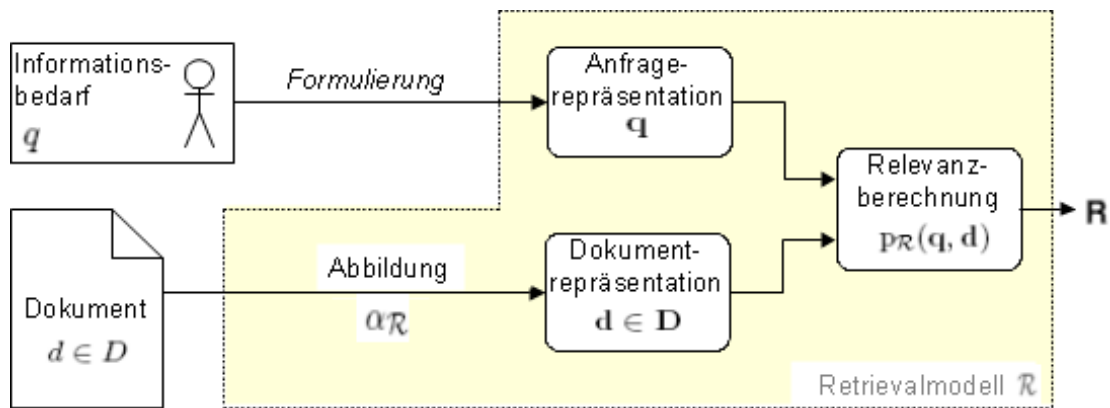 Informations-
bedarf
q
Formulierung
Anfrage-
repräsentation
q
Relevanz-
berechnung
p𝓡(q, d)
R
Dokument
d ∈ D
Abbildung
α𝓡
Dokument-
repräsentation
d ∈ D
Retrievalmodell 𝓡